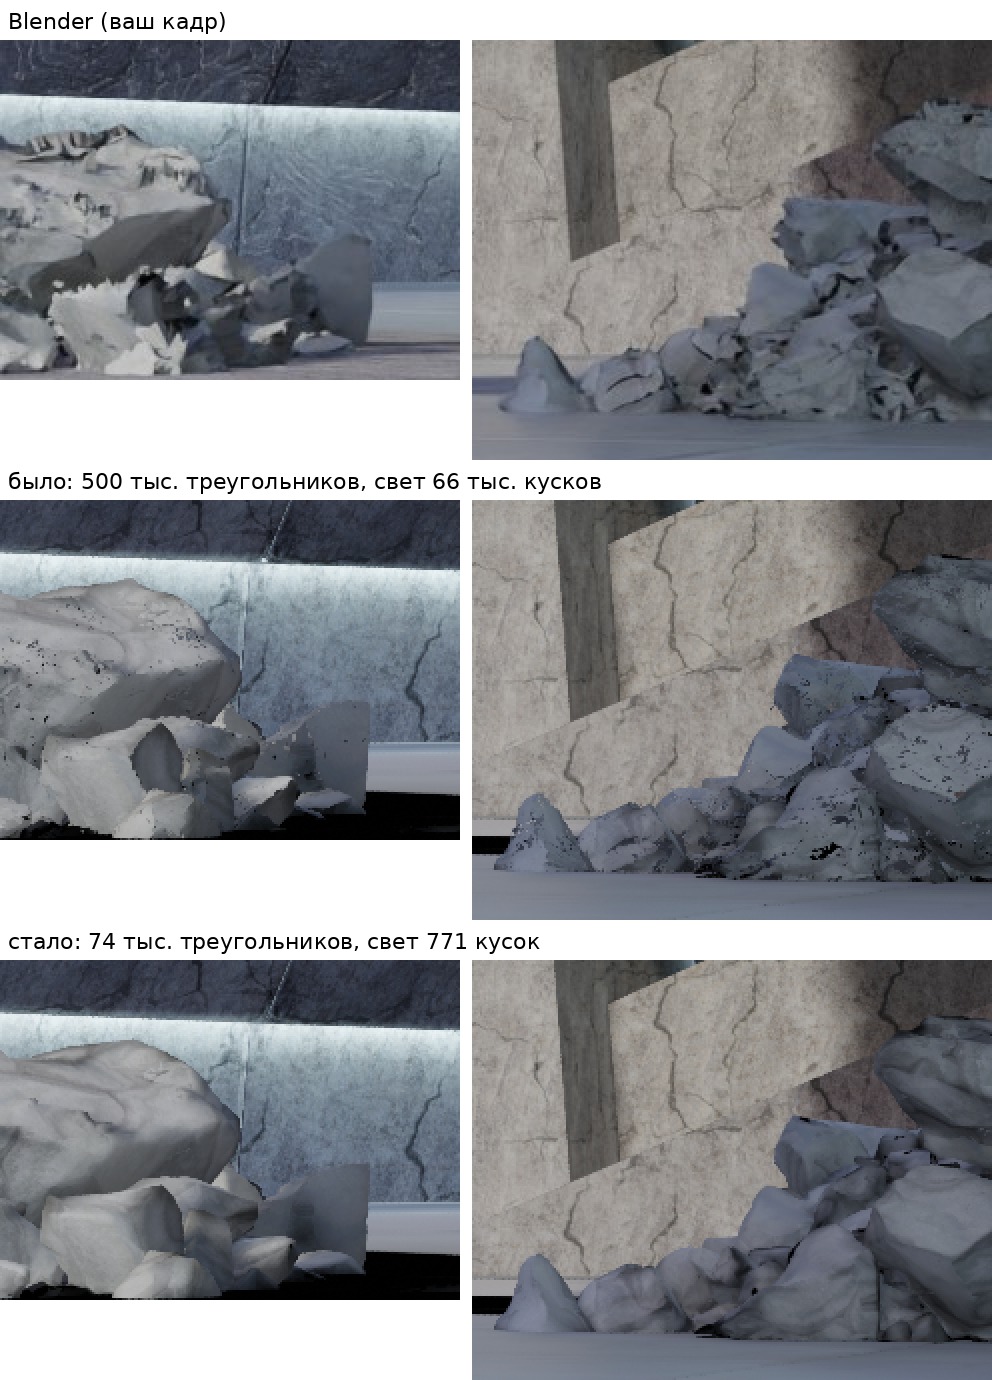 Blender (ваш кадр)
было: 500 тыс. треугольников, свет 66 тыс. кусков
стало: 74 тыс. треугольников, свет 771 кусок